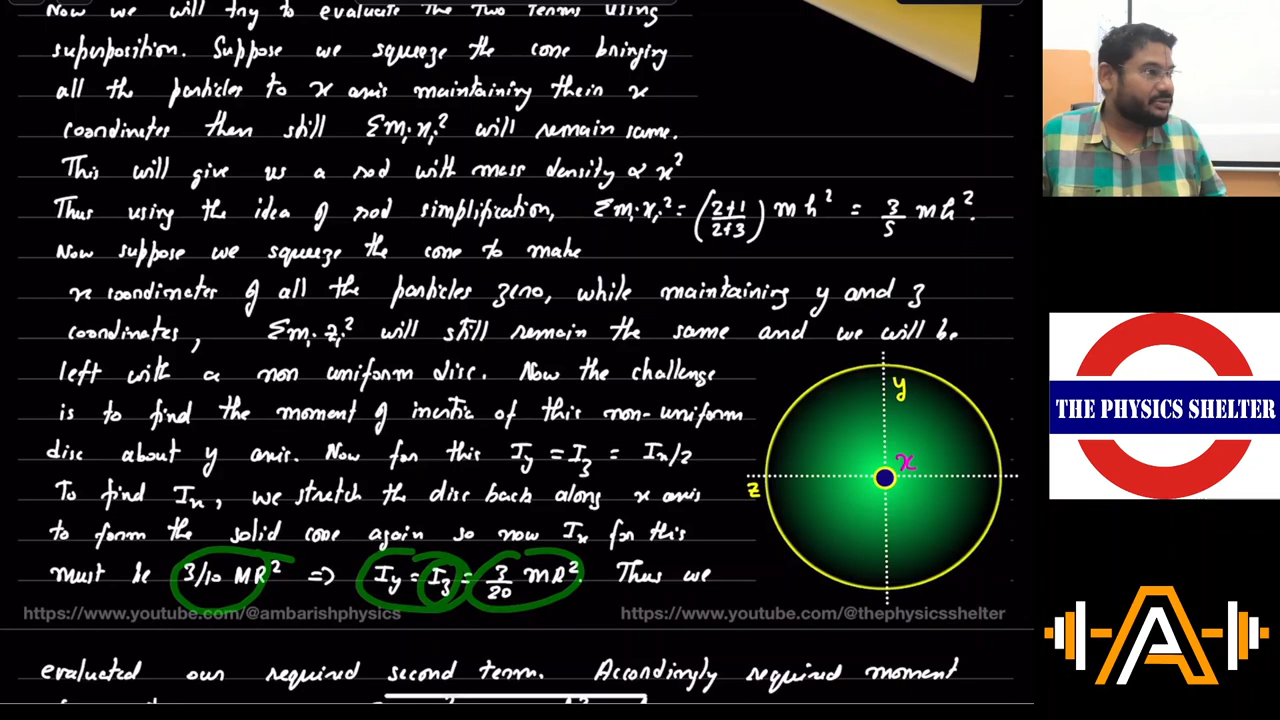 Now we will try to evaluate the two terms using
superposition. Suppose we squeeze the cone bringing
all the particles to x axis maintaining their x
coordinates then still Σmᵢxᵢ² will remain same.
This will give us a rod with mass density α x²
Thus using the idea of rod simplification, Σmᵢxᵢ² = (2+1/2+3) mh² = 3/5 mh².
Now suppose we squeeze the cone to make
x coordinates of all the particles zero, while maintaining y and z
coordinates, Σmᵢzᵢ² will still remain the same and we will be
left with a non uniform disc. Now the challenge
is to find the moment of inertia of this non-uniform
disc about y axis. Now for this Iy = I₃ = Ix/2
To find Ix, we stretch the disc back along x axis
to form the solid cone again so now Ix for this
must be 3/10 MR² ⇒ Iy = I₃ = 3/20 MR². Thus we
y
x
z
https://www.youtube.com/@ambarishphysics
https://www.youtube.com/@thephysicsshelter
evaluated our required second term. Accordingly required moment
THE PHYSICS SHELTER
A